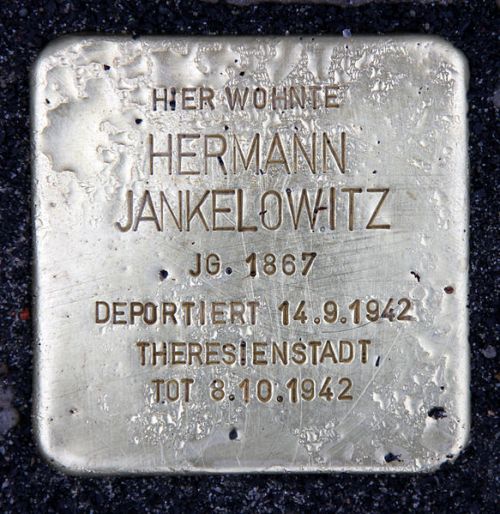 HIER WOHNTE
HERMANN
JANKELOWITZ
JG. 1867
DEPORTIERT 14.9.1942
THERESIENSTADT
TOT 8.10.1942